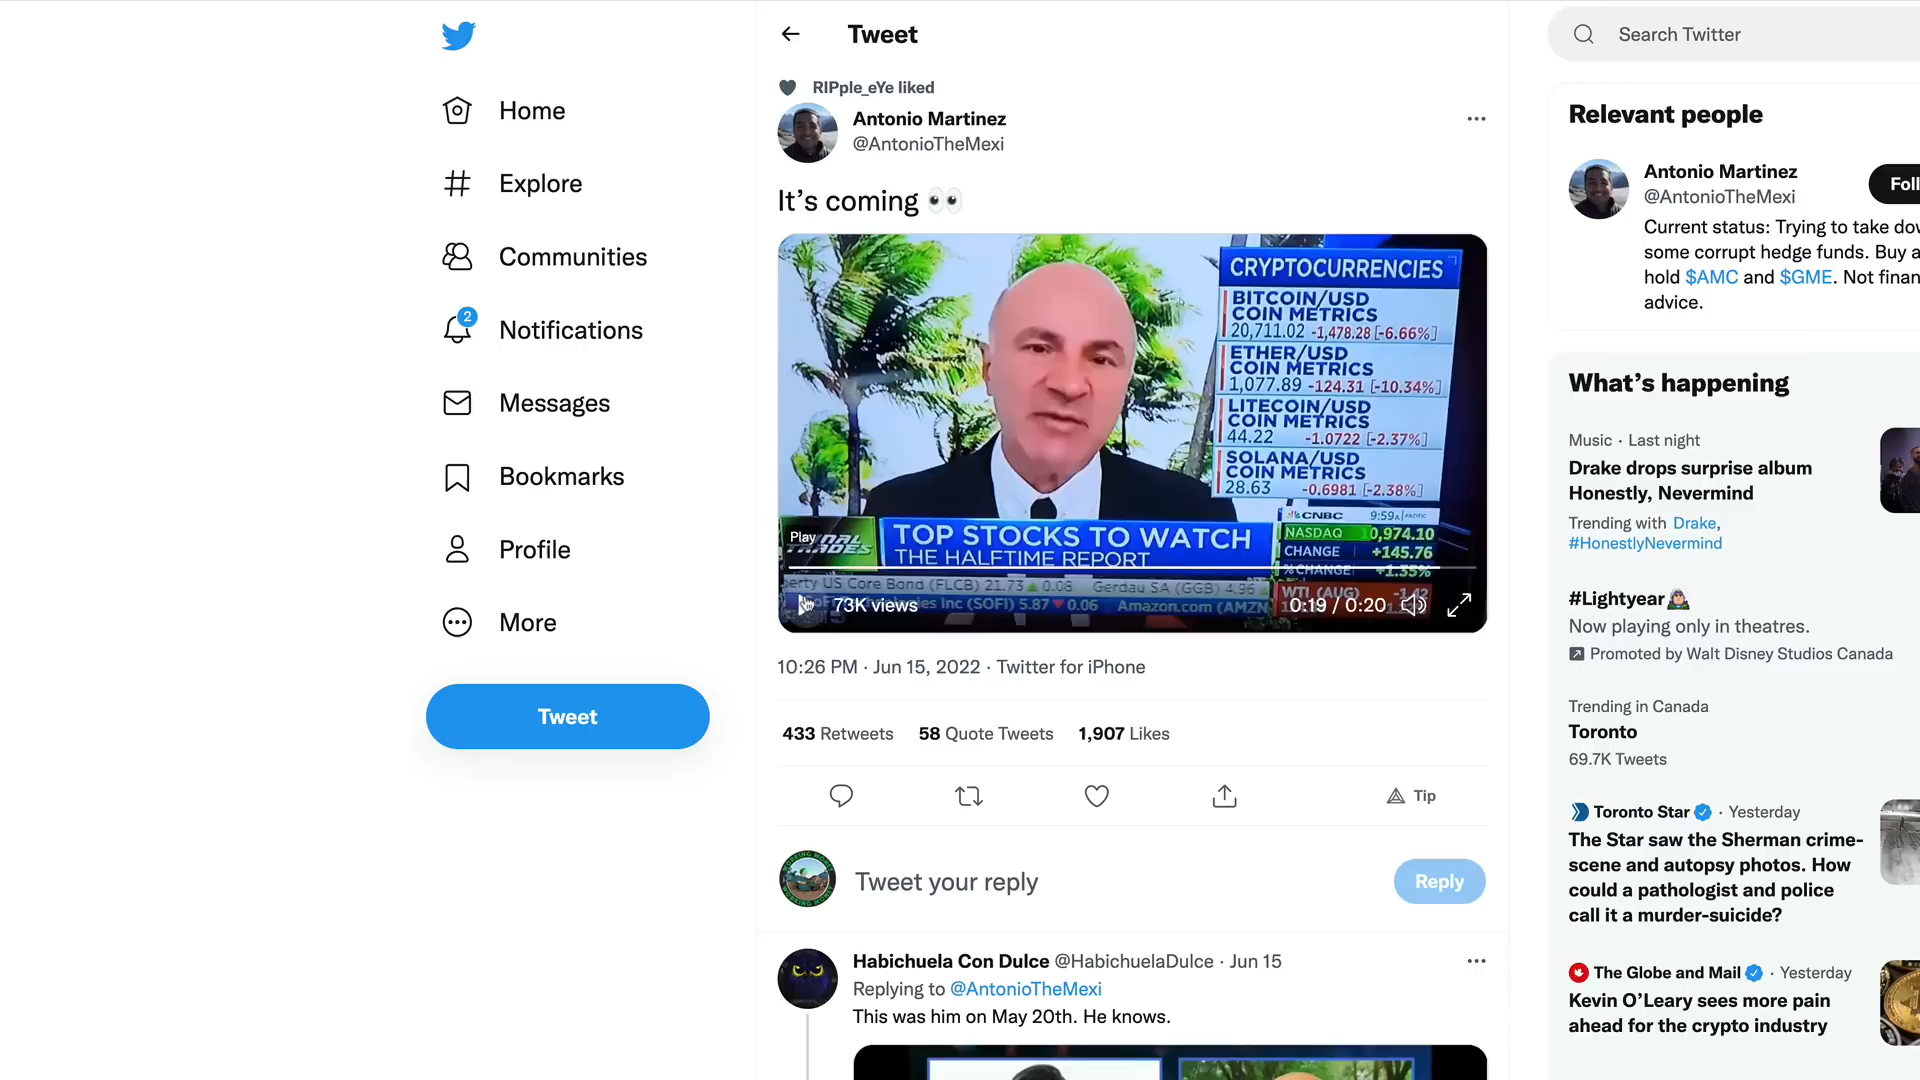 Home
Explore
Communities
2
Notifications
Messages
Bookmarks
Profile
More
Tweet
Tweet
RIPple_eYe liked
Antonio Martinez
@AntonioTheMexi
It's coming 👀
CRYPTOCURRENCIES
BITCOIN/USD
COIN METRICS
20,711.02 -1,478.28 [-6.66%]
ETHER/USD
COIN METRICS
1,077.89 -124.31 [-10.34%]
LITECOIN/USD
COIN METRICS
44.22 -1.0722 [-2.37%]
SOLANA/USD
COIN METRICS
28.63 -0.6981 [-2.38%]
CNBC 9:59A PACIFIC
Play
TRADES
TOP STOCKS TO WATCH
THE HALFTIME REPORT
NASDAQ 10,974.10
CHANGE +145.76
%CHANGE +1.35%
US Core Bond (FLCB) 21.73 ▲ 0.08 Gerdau SA (GGB) 4.96
Inc (SOFI) 5.87 ▼ 0.06 Amazon.com (AMZN
WTI (AUG)
73K views
0:19 / 0:20
10:26 PM · Jun 15, 2022 · Twitter for iPhone
433 Retweets 58 Quote Tweets 1,907 Likes
Tip
Tweet your reply
Reply
Habichuela Con Dulce @HabichuelaDulce · Jun 15
Replying to @AntonioTheMexi
This was him on May 20th. He knows.
Search Twitter
Relevant people
Antonio Martinez
@AntonioTheMexi
Foll
Current status: Trying to take dow
some corrupt hedge funds. Buy a
hold $AMC and $GME. Not finan
advice.
What's happening
Music · Last night
Drake drops surprise album
Honestly, Nevermind
Trending with Drake,
#HonestlyNevermind
#Lightyear
Now playing only in theatres.
Promoted by Walt Disney Studios Canada
Trending in Canada
Toronto
69.7K Tweets
Toronto Star · Yesterday
The Star saw the Sherman crime-
scene and autopsy photos. How
could a pathologist and police
call it a murder-suicide?
The Globe and Mail · Yesterday
Kevin O'Leary sees more pain
ahead for the crypto industry